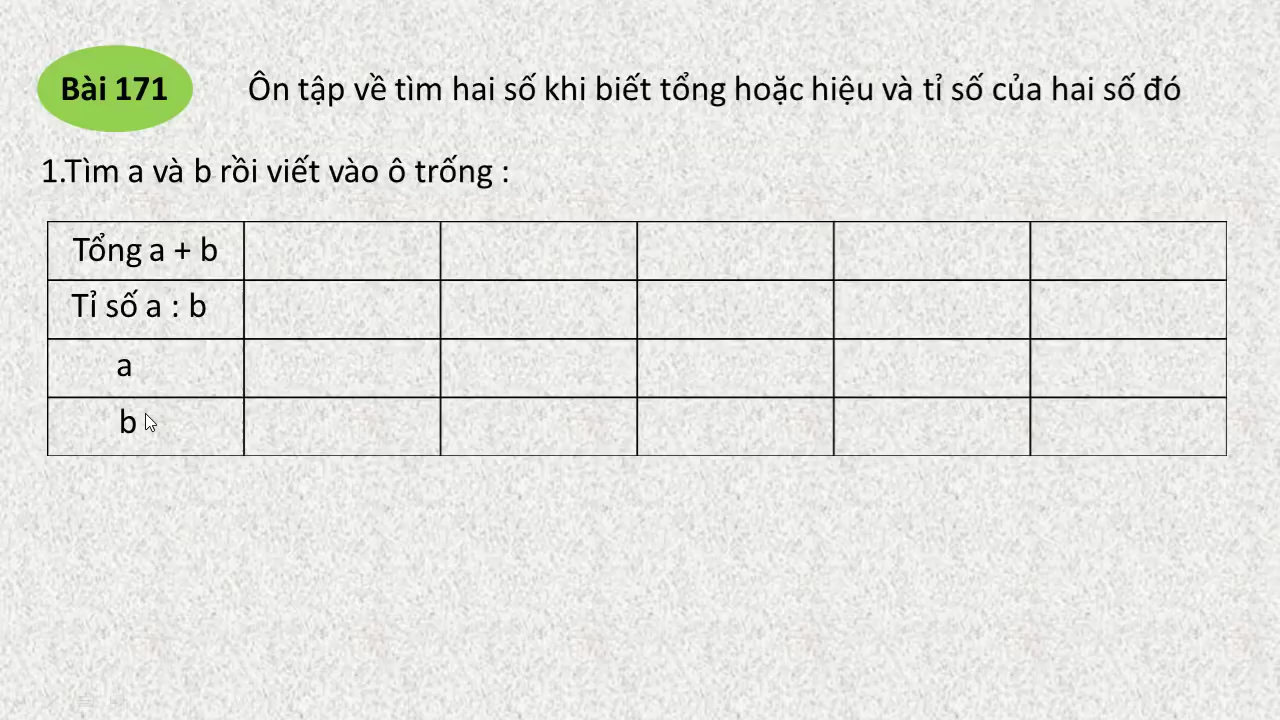 Bài 171
Ôn tập về tìm hai số khi biết tổng hoặc hiệu và tỉ số của hai số đó
1.Tìm a và b rồi viết vào ô trống :
Tổng a + b
Tỉ số a : b
a
b